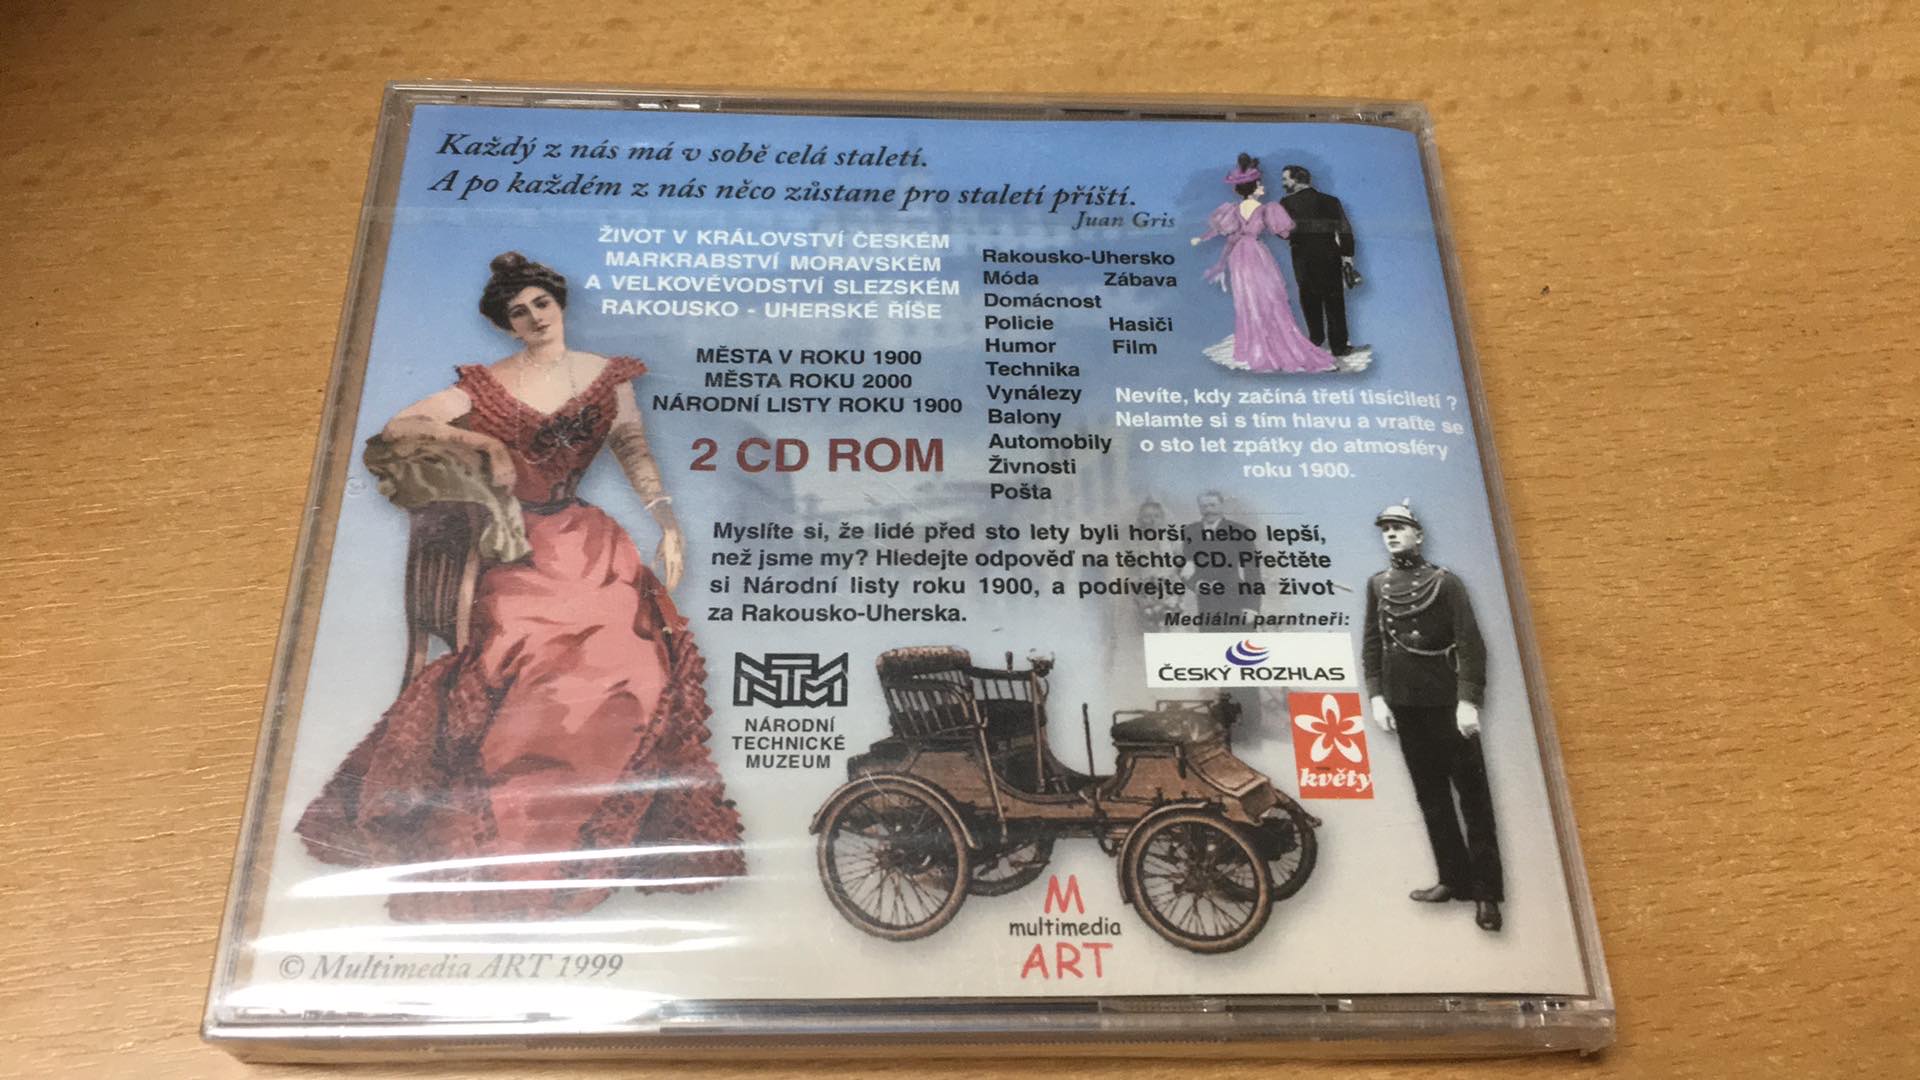 Každý z nás má v sobě celá staletí.
A po každém z nás něco zůstane pro staletí příští.
Juan Gris
ŽIVOT V KRÁLOVSTVÍ ČESKÉM
MARKRABSTVÍ MORAVSKÉM
A VELKOVĚVODSTVÍ SLEZSKÉM
RAKOUSKO - UHERSKÉ ŘÍŠE
MĚSTA V ROKU 1900
MĚSTA ROKU 2000
NÁRODNÍ LISTY ROKU 1900
2 CD ROM
Rakousko-Uhersko
Móda Zábava
Domácnost
Policie Hasiči
Humor Film
Technika
Vynálezy
Balony
Automobily
Živnosti
Pošta
Nevíte, kdy začíná třetí tisíciletí ?
Nelamte si s tím hlavu a vraťte se
o sto let zpátky do atmosféry
roku 1900.
Myslíte si, že lidé před sto lety byli horší, nebo lepší,
než jsme my? Hledejte odpověď na těchto CD. Přečtěte
si Národní listy roku 1900, a podívejte se na život
za Rakousko-Uherska.
Mediální parntneři:
ČESKÝ ROZHLAS
květy
NTM
NÁRODNÍ
TECHNICKÉ
MUZEUM
M
multimedia
ART
© Multimedia ART 1999